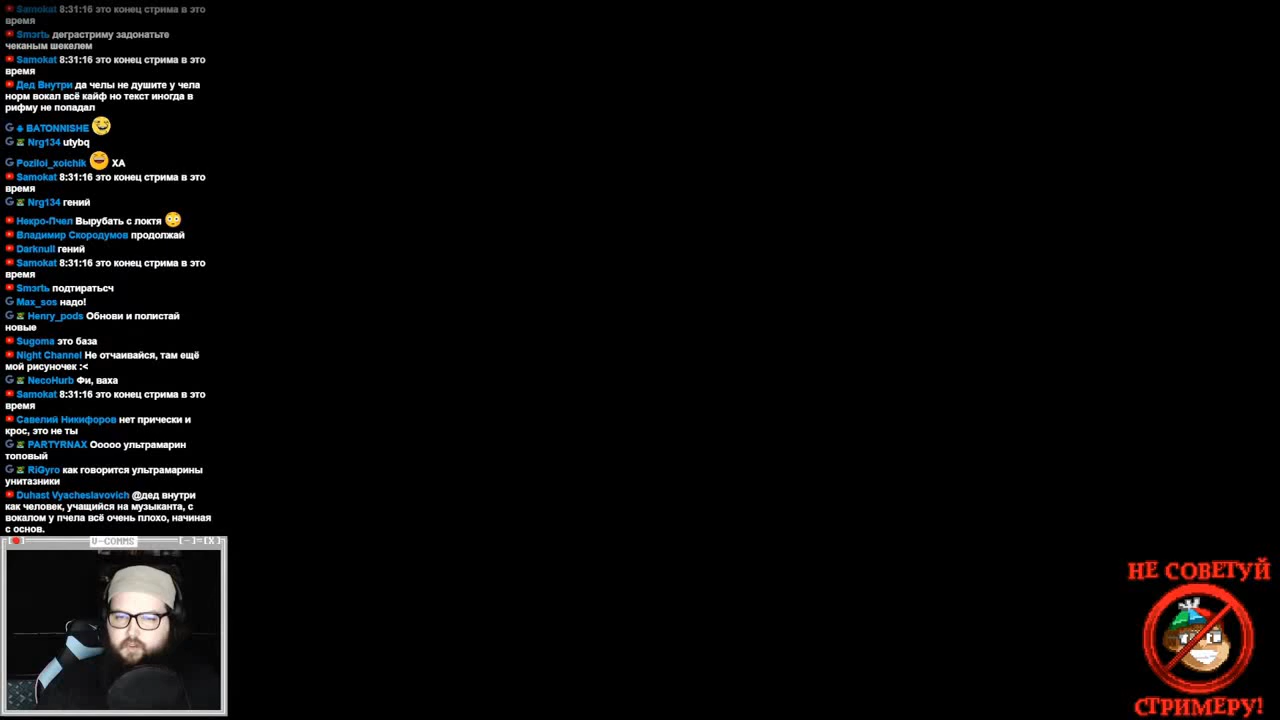 Samokat 8:31:16 это конец стрима в это
время
Smэrtь деграстриму задонатьте
чеканым шекелем
Samokat 8:31:16 это конец стрима в это
время
Дед Внутри да челы не душите у чела
норм вокал всё кайф но текст иногда в
рифму не попадал
BATONNISHE
Nrg134 utybq
Poziloi_xoichik ХА
Samokat 8:31:16 это конец стрима в это
время
Nrg134 гений
Некро-Пчел Вырубать с локтя
Владимир Скородумов продолжай
Darknull гений
Samokat 8:31:16 это конец стрима в это
время
Smэrtь подтиратьсч
Max_sos надо!
Henry_pods Обнови и полистай
новые
Sugoma это база
Night Channel Не отчаивайся, там ещё
мой рисуночек :<
NecoHurb Фи, ваха
Samokat 8:31:16 это конец стрима в это
время
Савелий Никифоров нет прически и
крос, это не ты
PARTYRNAX Ооооо ультрамарин
топовый
RiGyro как говорится ультрамарины
унитазники
Duhast Vyacheslavovich @дед внутри
как человек, учащийся на музыканта, с
вокалом у пчела всё очень плохо, начиная
с основ.
U-COMMS [-]=[X]
НЕ СОВЕТУЙ
СТРИМЕРУ!